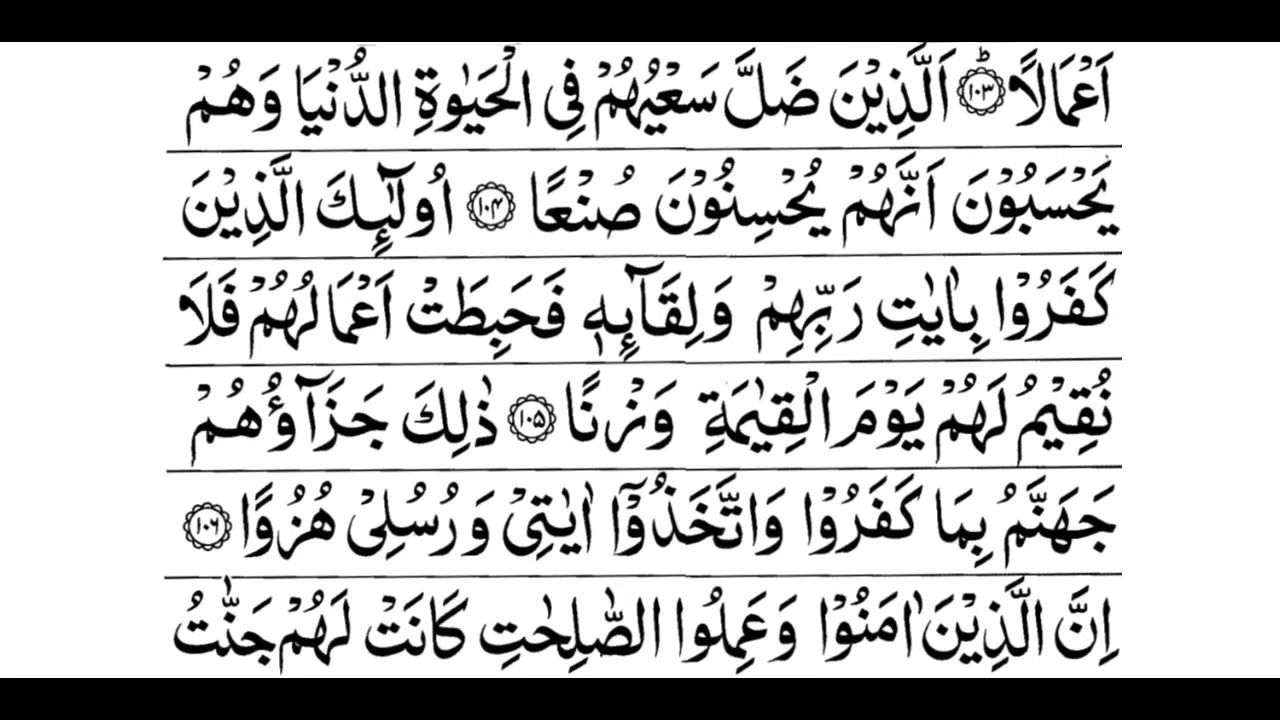 اَعْمَالًا ؕ﴿۱۰۳﴾ اَلَّذِیْنَ ضَلَّ سَعْیُهُمْ فِی الْحَیٰوةِ الدُّنْیَا وَهُمْ
یَحْسَبُوْنَ اَنَّهُمْ یُحْسِنُوْنَ صُنْعًا ﴿۱۰۴﴾ اُولٰٓئِكَ الَّذِیْنَ
كَفَرُوْا بِاٰیٰتِ رَبِّهِمْ وَلِقَآئِهٖ فَحَبِطَتْ اَعْمَالُهُمْ فَلَا
نُقِیْمُ لَهُمْ یَوْمَ الْقِیٰمَةِ وَزْنًا ﴿۱۰۵﴾ ذٰلِكَ جَزَآؤُهُمْ
جَهَنَّمُ بِمَا كَفَرُوْا وَاتَّخَذُوْۤا اٰیٰتِیْ وَرُسُلِیْ هُزُوًا ﴿۱۰۶﴾
اِنَّ الَّذِیْنَ اٰمَنُوْا وَعَمِلُوا الصّٰلِحٰتِ كَانَتْ لَهُمْ جَنّٰتُ